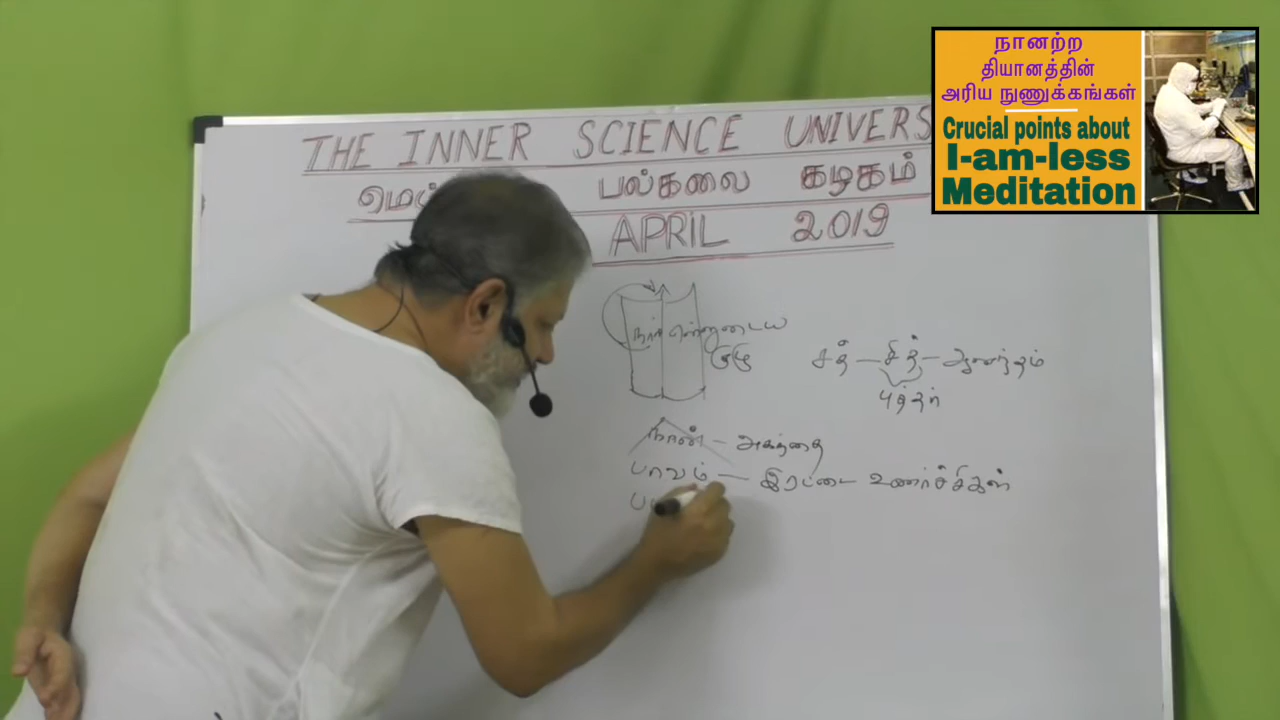 நானற்ற
தியானத்தின்
அரிய நுணுக்கங்கள்
Crucial points about
I-am-less
Meditation
THE INNER SCIENCE UNIVERS
மெய் பல்கலை கழகம்
APRIL 2019
நான் என்னுடைய
சத் – சித் – ஆனந்தம்
புத்தர்
நான் – அகந்தை
பாவம் – இரட்டை உணர்ச்சிகள்